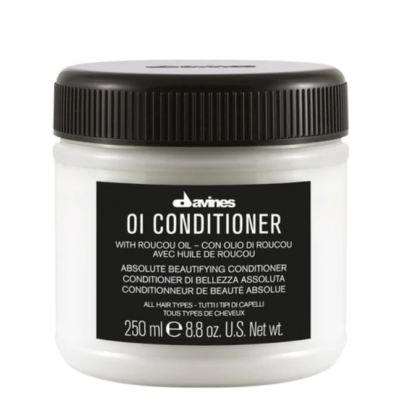 davines
OI CONDITIONER
WITH ROUCOU OIL – CON OLIO DI ROUCOU
AVEC HUILE DE ROUCOU
ABSOLUTE BEAUTIFYING CONDITIONER
CONDITIONER DI BELLEZZA ASSOLUTA
CONDITIONNEUR DE BEAUTÉ ABSOLUE
ALL HAIR TYPES - TUTTI I TIPI DI CAPELLI
TOUS TYPES DE CHEVEUX
250 ml ℮ 8.8 oz. U.S. Net wt.